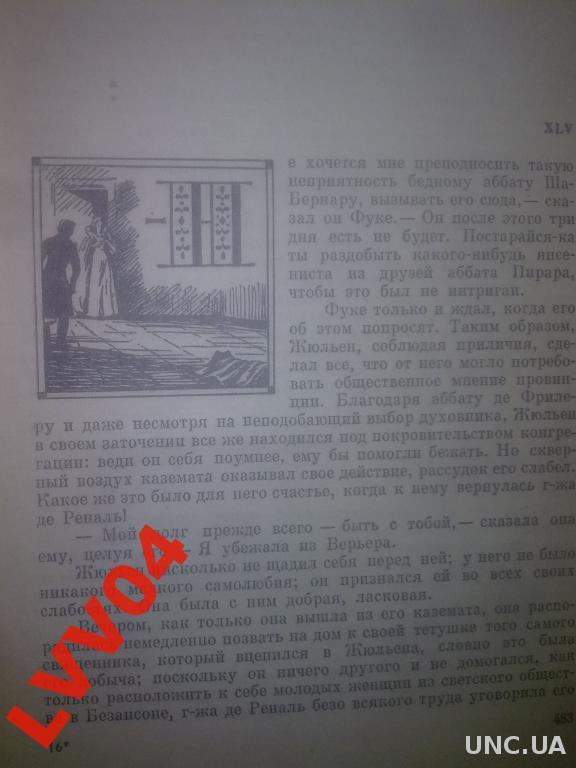 XLV
Н
е хочется мне преподносить такую
неприятность бедному аббату Ша-
Бернару, вызывать его сюда,— ска-
зал он Фуке.— Он после этого три
дня есть не будет. Постарайся-ка
ты раздобыть какого-нибудь янсе-
ниста из друзей аббата Пирара,
чтобы это был не интриган.
Фуке только и ждал, когда его
об этом попросят. Таким образом,
Жюльен, соблюдая приличия, сде-
лал все, что от него могло потребо-
вать общественное мнение провин-
ции. Благодаря аббату де Фриле-
ру и даже несмотря на неподобающий выбор духовника, Жюльен
в своем заточении все же находился под покровительством конгре-
гации: веди он себя поумнее, ему бы помогли бежать. Но сквер-
ный воздух каземата оказывал свое действие, рассудок его слабел.
Какое же это было для него счастье, когда к нему вернулась г-жа
де Реналь!
— Мой долг прежде всего — быть с тобой,— сказала она
ему, целуя — Я убежала из Верьера.
Жюльен нисколько не щадил себя перед ней; у него не было
никакого мелкого самолюбия; он признался ей во всех своих
слабостях. Она была с ним добрая, ласковая.
Вечером, как только она вышла из его каземата, она распо-
рядилась немедленно позвать на дом к своей тетушке того самого
священника, который вцепился в Жюльена, словно это была
его добыча; поскольку он ничего другого и не домогался, как
только расположить к себе молодых женщин из светского общест-
ва в Безансоне, г-жа де Реналь безо всякого труда уговорила его
16*
483
LVV04
UNC.UA